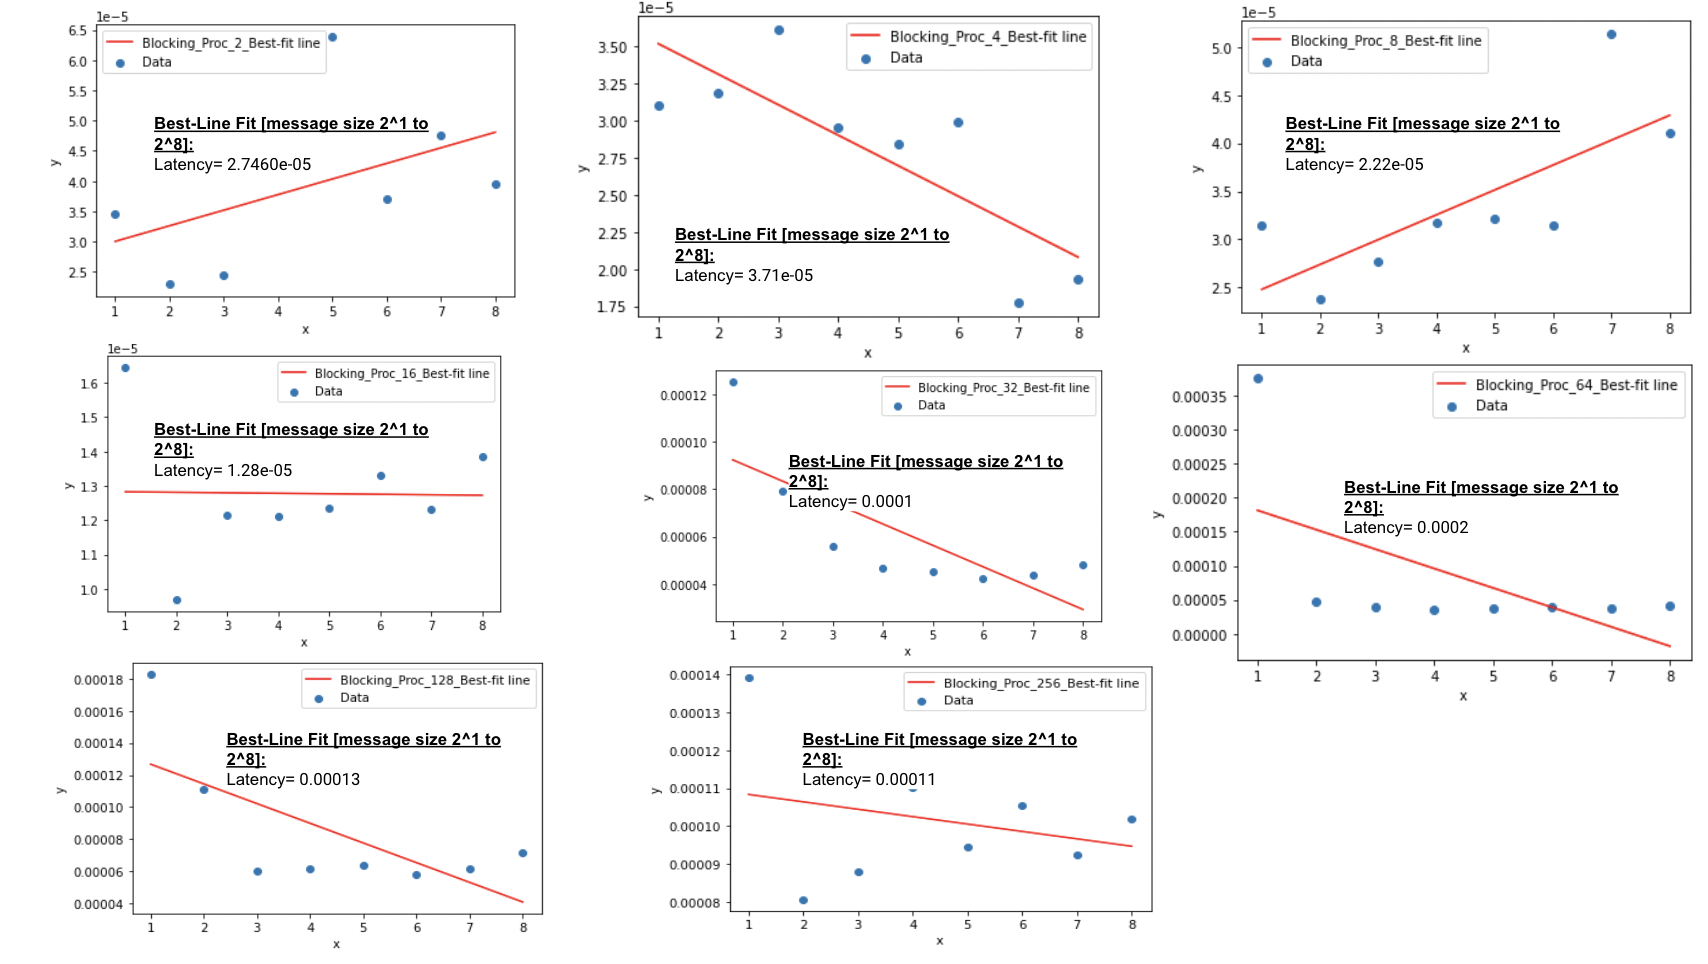 1e−5
6.5
6.0
5.5
5.0
4.5
4.0
3.5
3.0
2.5
y
Blocking_Proc_2_Best-fit line
Data
Best-Line Fit [message size 2^1 to
2^8]:
Latency= 2.7460e-05
1 2 3 4 5 6 7 8
x
1e−5
3.50
3.25
3.00
2.75
2.50
2.25
2.00
1.75
y
Blocking_Proc_4_Best-fit line
Data
Best-Line Fit [message size 2^1 to
2^8]:
Latency= 3.71e-05
1 2 3 4 5 6 7 8
x
1e−5
5.0
4.5
4.0
3.5
3.0
2.5
y
Blocking_Proc_8_Best-fit line
Data
Best-Line Fit [message size 2^1 to
2^8]:
Latency= 2.22e-05
1 2 3 4 5 6 7 8
x
1e−5
1.6
1.5
1.4
1.3
1.2
1.1
1.0
y
Blocking_Proc_16_Best-fit line
Data
Best-Line Fit [message size 2^1 to
2^8]:
Latency= 1.28e-05
1 2 3 4 5 6 7 8
x
0.00012
0.00010
0.00008
0.00006
0.00004
y
Blocking_Proc_32_Best-fit line
Data
Best-Line Fit [message size 2^1 to
2^8]:
Latency= 0.0001
1 2 3 4 5 6 7 8
x
0.00035
0.00030
0.00025
0.00020
0.00015
0.00010
0.00005
0.00000
y
Blocking_Proc_64_Best-fit line
Data
Best-Line Fit [message size 2^1 to
2^8]:
Latency= 0.0002
1 2 3 4 5 6 7 8
x
0.00018
0.00016
0.00014
0.00012
0.00010
0.00008
0.00006
0.00004
y
Blocking_Proc_128_Best-fit line
Data
Best-Line Fit [message size 2^1 to
2^8]:
Latency= 0.00013
1 2 3 4 5 6 7 8
x
0.00014
0.00013
0.00012
0.00011
0.00010
0.00009
0.00008
y
Blocking_Proc_256_Best-fit line
Data
Best-Line Fit [message size 2^1 to
2^8]:
Latency= 0.00011
1 2 3 4 5 6 7 8
x